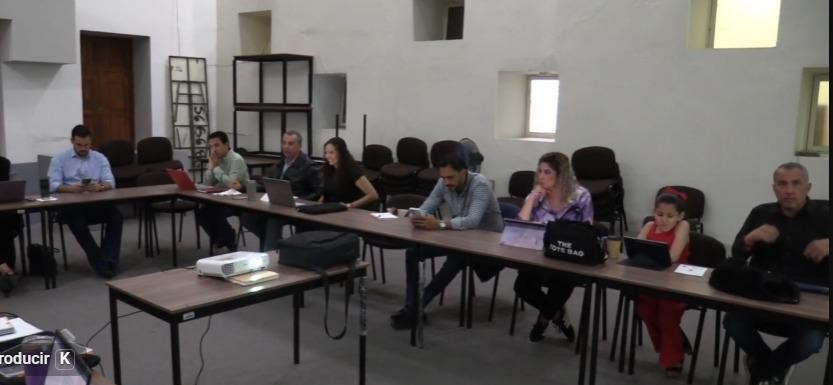 THE
TOTE BAG
roducir K